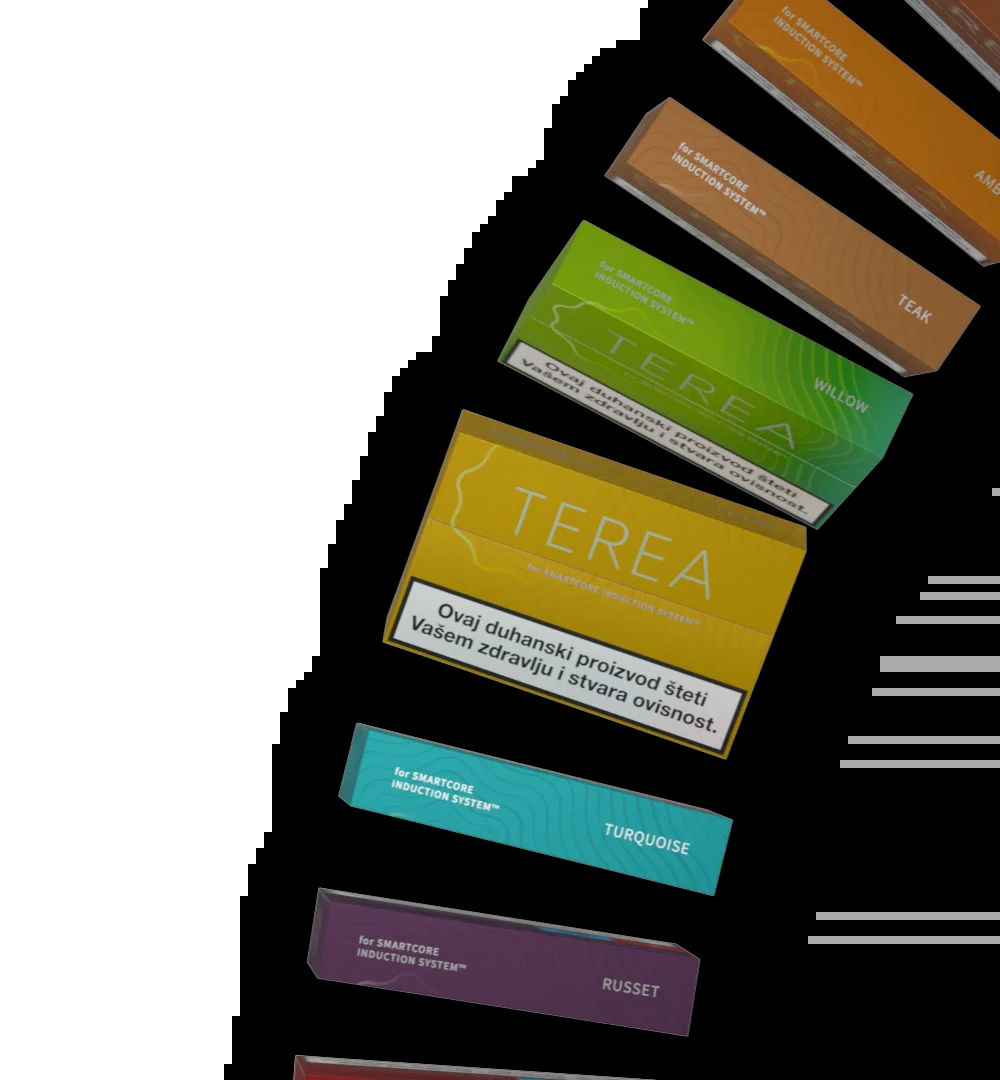 for SMARTCORE
INDUCTION SYSTEM™
for SMARTCORE
INDUCTION SYSTEM™
TEAK
for SMARTCORE
INDUCTION SYSTEM™
WILLOW
TEREA
Ovaj duhanski proizvod šteti
Vašem zdravlju i stvara ovisnost.
TEREA
for SMARTCORE INDUCTION SYSTEM™
Ovaj duhanski proizvod šteti
Vašem zdravlju i stvara ovisnost.
for SMARTCORE
INDUCTION SYSTEM™
TURQUOISE
for SMARTCORE
INDUCTION SYSTEM™
RUSSET